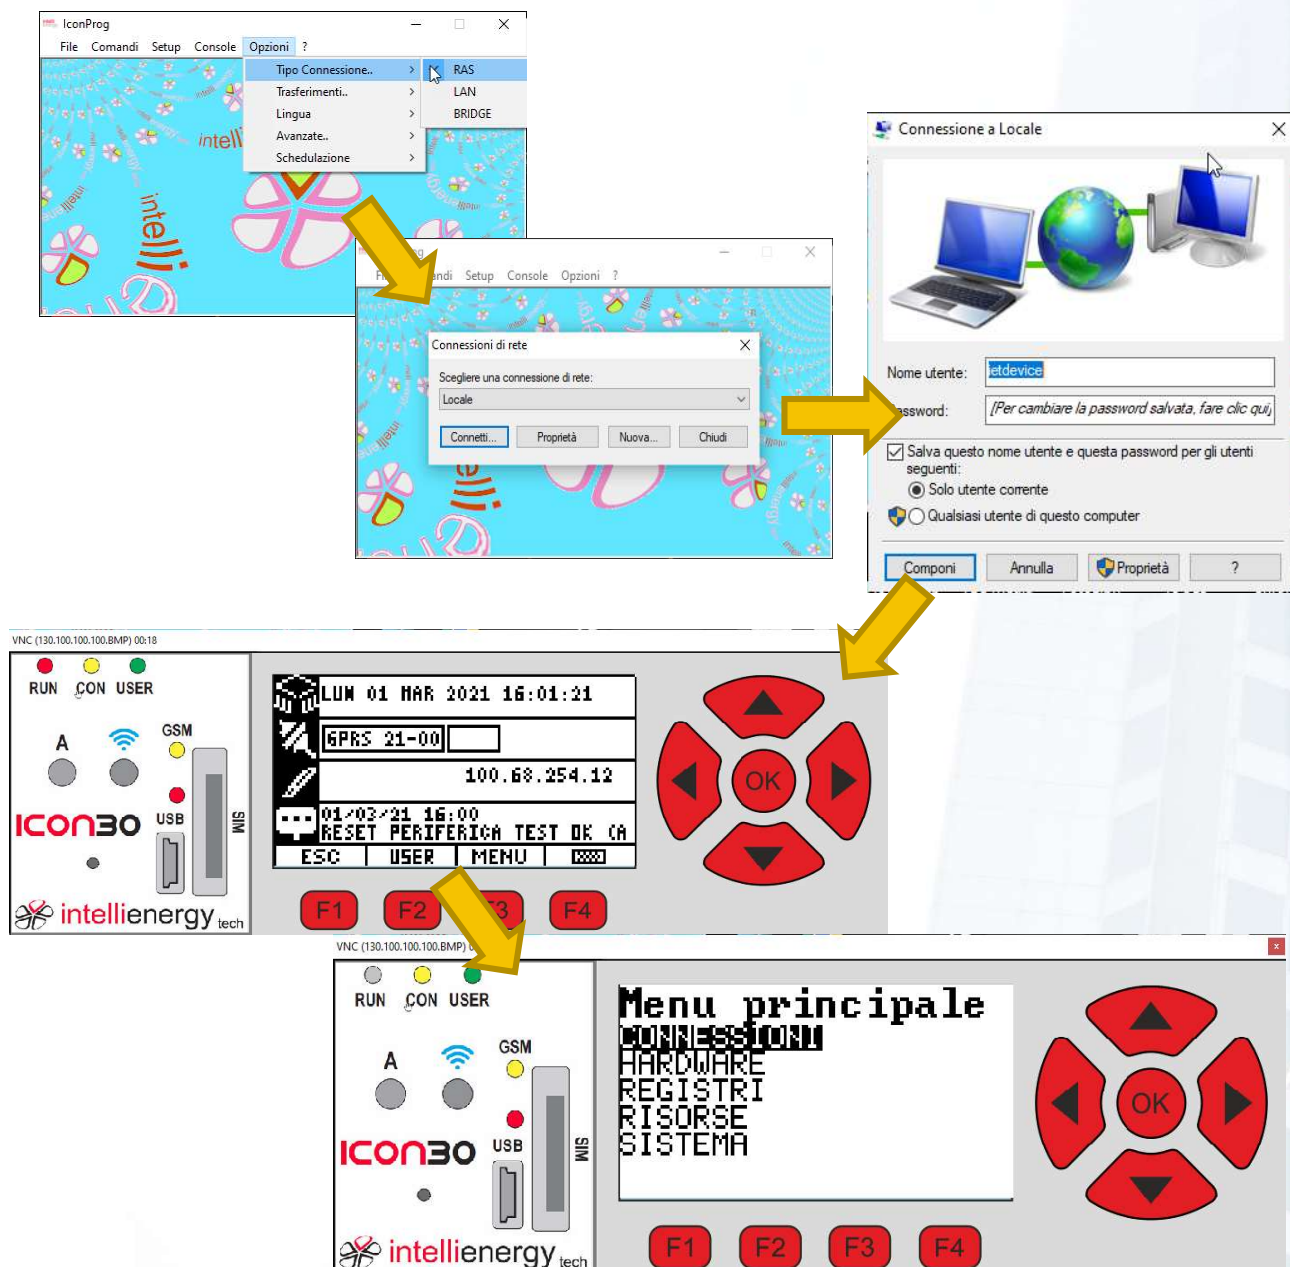 IconProg
File Comandi Setup Console Opzioni ?
Tipo Connessione.. > RAS
Trasferimenti.. > LAN
Lingua > BRIDGE
Avanzate.. >
Schedulazione >
intelli
Setup Console Opzioni ?
Connessioni di rete
Scegliere una connessione di rete:
Locale
Connetti... Proprietà Nuova... Chiudi
Connessione a Locale
Nome utente: ietdevice
Password: [Per cambiare la password salvata, fare clic qui]
Salva questo nome utente e questa password per gli utenti
seguenti:
Solo utente corrente
Qualsiasi utente di questo computer
Componi Annulla Proprietà ?
VNC (130.100.100.100.BMP) 00:18
RUN CON USER
A GSM
USB SIM
ICON30
intellienergy tech
LUN 01 MAR 2021 16:01:21
GPRS 21-00
100.68.254.12
01/03/21 16:00
RESET PERIFERICA TEST OK (A
ESC USER MENU
OK
F1 F2 F3 F4
VNC (130.100.100.100.BMP)
RUN CON USER
A GSM
USB SIM
ICON30
intellienergy tech
Menu principale
CONNESSIONI
HARDWARE
REGISTRI
RISORSE
SISTEMA
OK
F1 F2 F3 F4